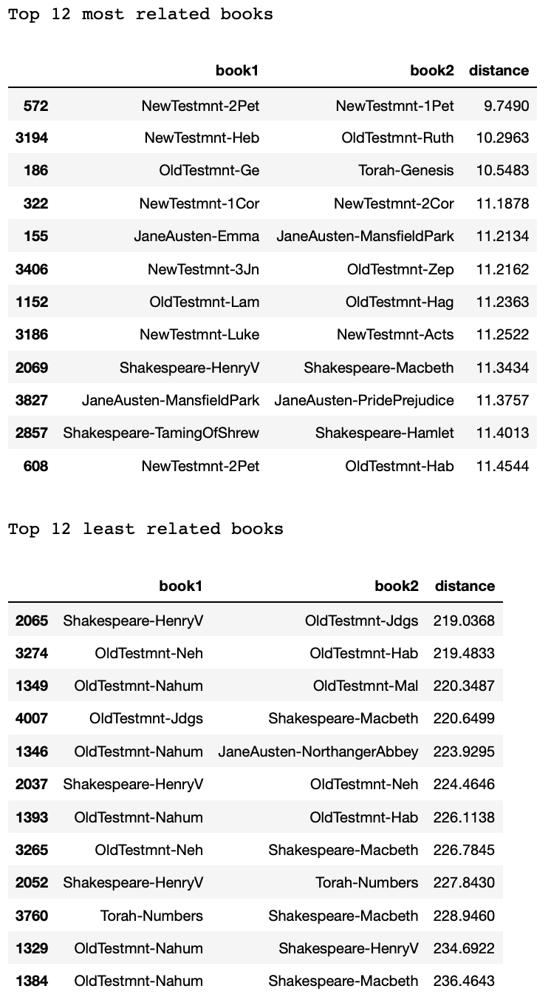 Top 12 most related books
book1 book2 distance
572 NewTestmnt-2Pet NewTestmnt-1Pet 9.7490
3194 NewTestmnt-Heb OldTestmnt-Ruth 10.2963
186 OldTestmnt-Ge Torah-Genesis 10.5483
322 NewTestmnt-1Cor NewTestmnt-2Cor 11.1878
155 JaneAusten-Emma JaneAusten-MansfieldPark 11.2134
3406 NewTestmnt-3Jn OldTestmnt-Zep 11.2162
1152 OldTestmnt-Lam OldTestmnt-Hag 11.2363
3186 NewTestmnt-Luke NewTestmnt-Acts 11.2522
2069 Shakespeare-HenryV Shakespeare-Macbeth 11.3434
3827 JaneAusten-MansfieldPark JaneAusten-PridePrejudice 11.3757
2857 Shakespeare-TamingOfShrew Shakespeare-Hamlet 11.4013
608 NewTestmnt-2Pet OldTestmnt-Hab 11.4544
Top 12 least related books
book1 book2 distance
2065 Shakespeare-HenryV OldTestmnt-Jdgs 219.0368
3274 OldTestmnt-Neh OldTestmnt-Hab 219.4833
1349 OldTestmnt-Nahum OldTestmnt-Mal 220.3487
4007 OldTestmnt-Jdgs Shakespeare-Macbeth 220.6499
1346 OldTestmnt-Nahum JaneAusten-NorthangerAbbey 223.9295
2037 Shakespeare-HenryV OldTestmnt-Neh 224.4646
1393 OldTestmnt-Nahum OldTestmnt-Hab 226.1138
3265 OldTestmnt-Neh Shakespeare-Macbeth 226.7845
2052 Shakespeare-HenryV Torah-Numbers 227.8430
3760 Torah-Numbers Shakespeare-Macbeth 228.9460
1329 OldTestmnt-Nahum Shakespeare-HenryV 234.6922
1384 OldTestmnt-Nahum Shakespeare-Macbeth 236.4643